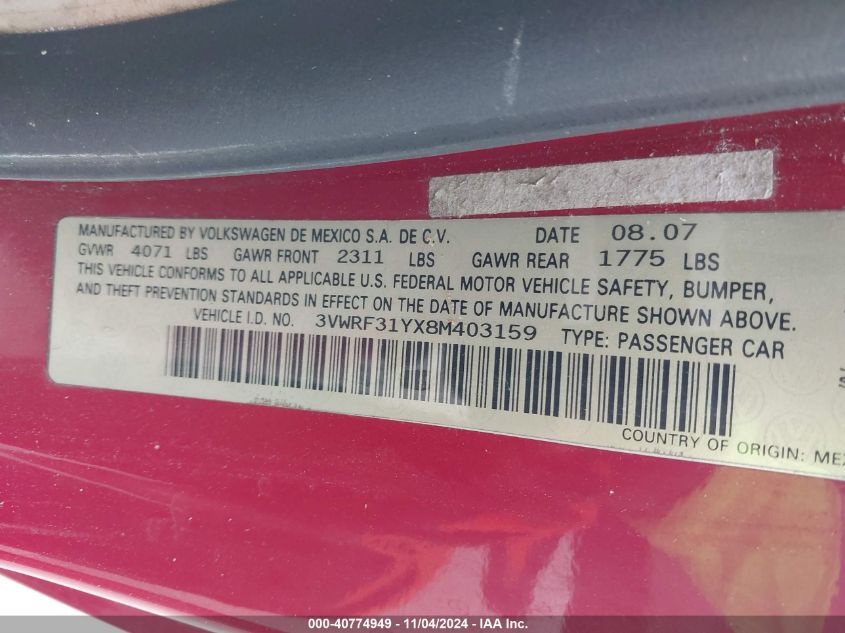 MANUFACTURED BY VOLKSWAGEN DE MEXICO S.A. DE C.V. DATE 08.07
GVWR 4071 LBS GAWR FRONT 2311 LBS GAWR REAR 1775 LBS
THIS VEHICLE CONFORMS TO ALL APPLICABLE U.S. FEDERAL MOTOR VEHICLE SAFETY, BUMPER,
AND THEFT PREVENTION STANDARDS IN EFFECT ON THE DATE OF MANUFACTURE SHOWN ABOVE.
VEHICLE I.D. NO. 3VWRF31YX8M403159 TYPE: PASSENGER CAR
COUNTRY OF ORIGIN: MEX
000-40774949 - 11/04/2024 - IAA Corp.